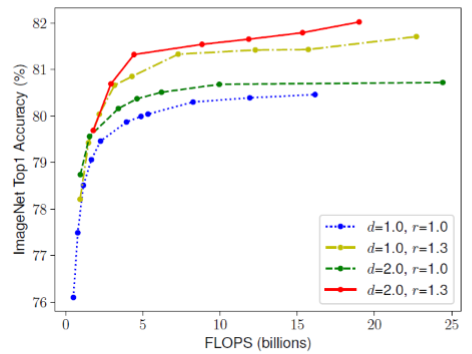 82
81
80
79
78
77
76
ImageNet Top1 Accuracy (%)
d=1.0, r=1.0
d=1.0, r=1.3
d=2.0, r=1.0
d=2.0, r=1.3
0 5 10 15 20 25
FLOPS (billions)